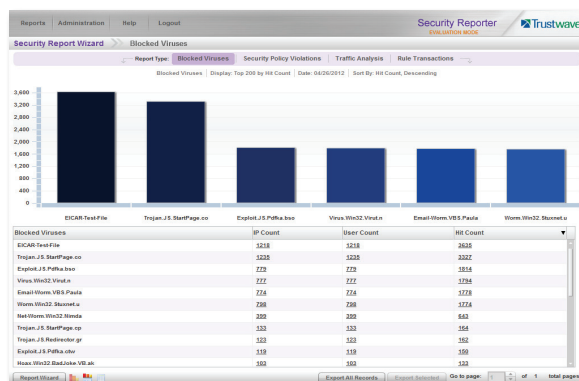 Reports Administration Help Logout
Security Reporter
EVALUATION MODE
Trustwave
Security Report Wizard Blocked Viruses
Report Type: Blocked Viruses Security Policy Violations Traffic Analysis Rule Transactions
Blocked Viruses Display: Top 200 by Hit Count Date: 04/26/2012 Sort By: Hit Count, Descending
3,600
3,200
2,800
2,400
2,000
1,600
1,200
800
400
0
EICAR-Test-File Trojan.JS.StartPage.co Exploit.JS.Pdfka.bso Virus.Win32.Virut.n Email-Worm.VBS.Paula Worm.Win32.Stuxnet.u
Blocked Viruses IP Count User Count Hit Count
EICAR-Test-File 1218 1218 3635
Trojan.JS.StartPage.co 1235 1235 3327
Exploit.JS.Pdfka.bso 779 779 1814
Virus.Win32.Virut.n 777 777 1794
Email-Worm.VBS.Paula 774 774 1778
Worm.Win32.Stuxnet.u 798 798 1774
Net-Worm.Win32.Nimda 399 399 643
Trojan.JS.StartPage.cp 133 133 164
Trojan.JS.Redirector.gr 123 123 162
Exploit.JS.Pdfka.ctw 119 119 150
Hoax.Win32.BadJoke.VB.ak 103 103 133
Report Wizard Export All Records Export Selected Go to page: 1 of 1 total pages